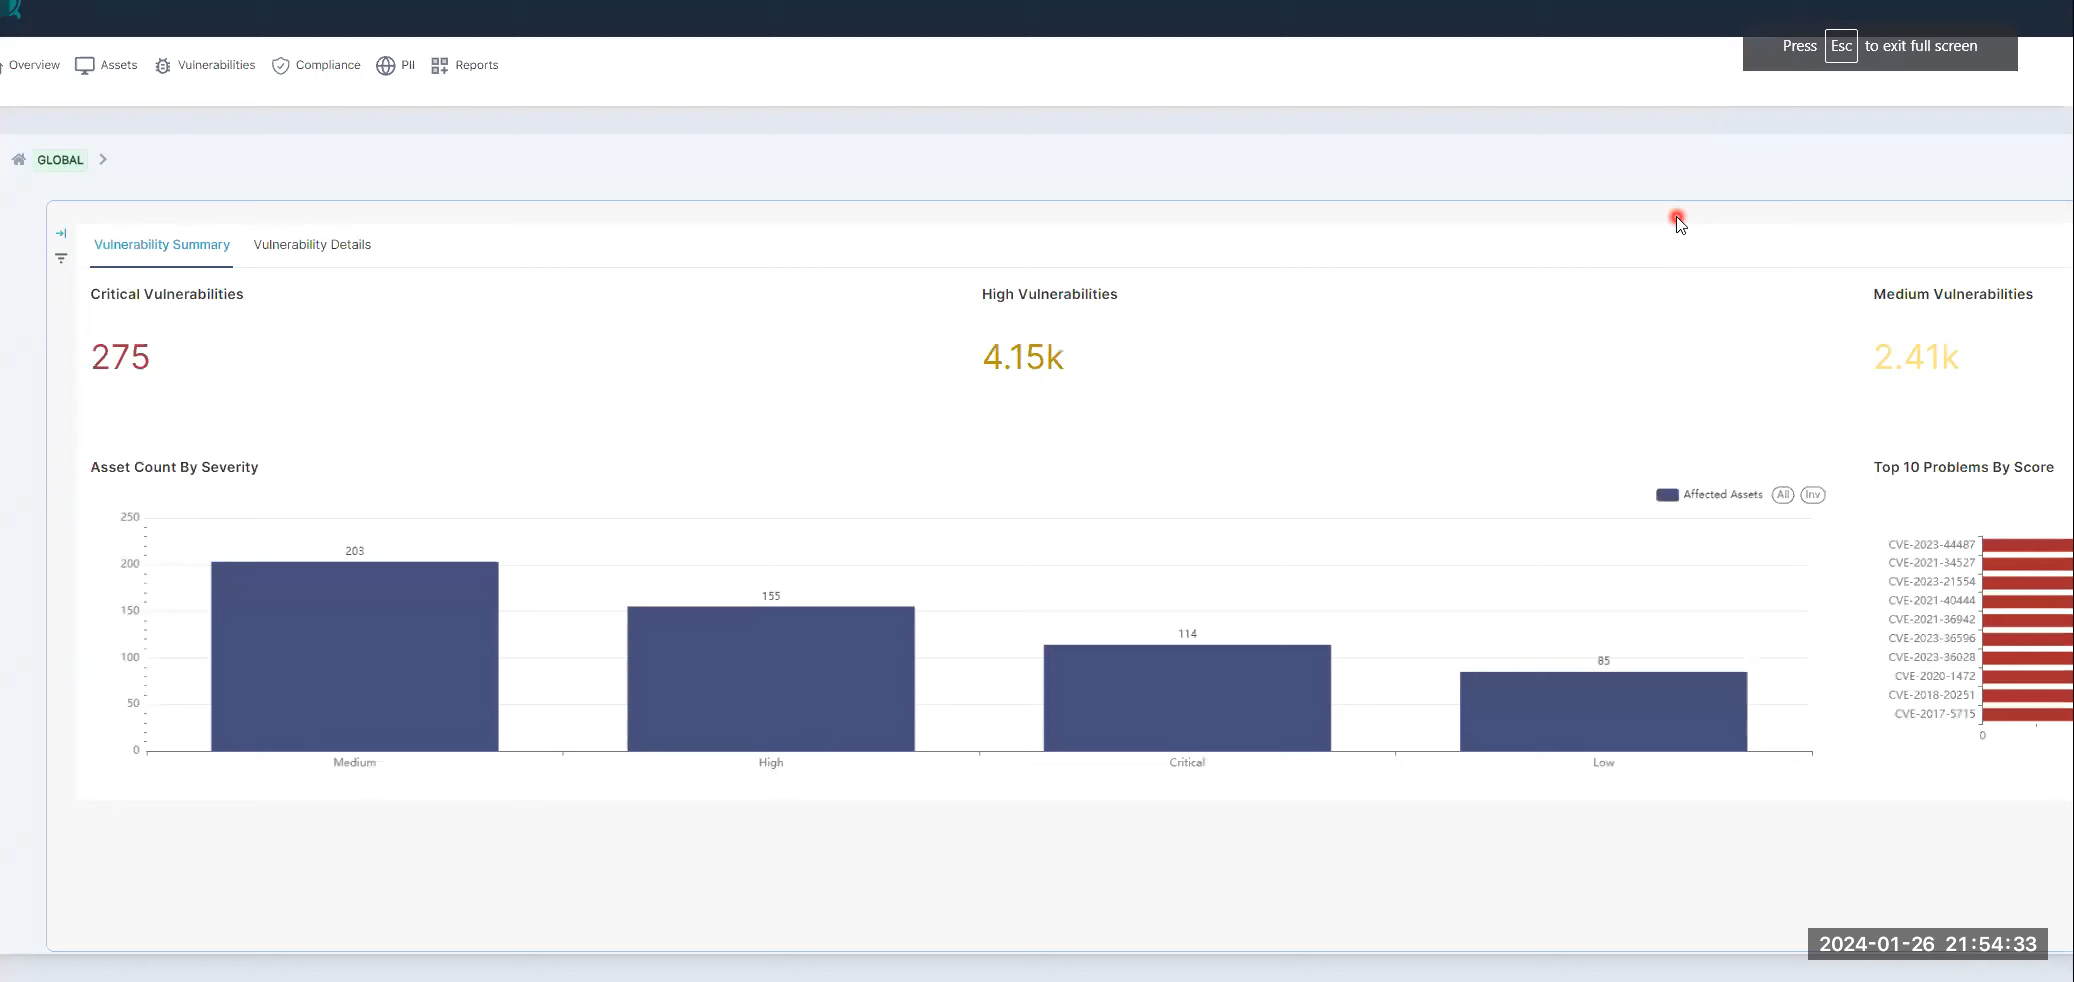 Press Esc to exit full screen
Overview Assets Vulnerabilities Compliance PII Reports
GLOBAL
Vulnerability Summary Vulnerability Details
Critical Vulnerabilities High Vulnerabilities Medium Vulnerabilities
275 4.15k 2.41k
Asset Count By Severity
Affected Assets All Inv
250
200
150
100
50
0
203
155
114
85
Medium High Critical Low
Top 10 Problems By Score
CVE-2023-44487
CVE-2021-34527
CVE-2023-21554
CVE-2021-40444
CVE-2021-36942
CVE-2023-36596
CVE-2023-36028
CVE-2020-1472
CVE-2018-20251
CVE-2017-5715
0
2024-01-26 21:54:33